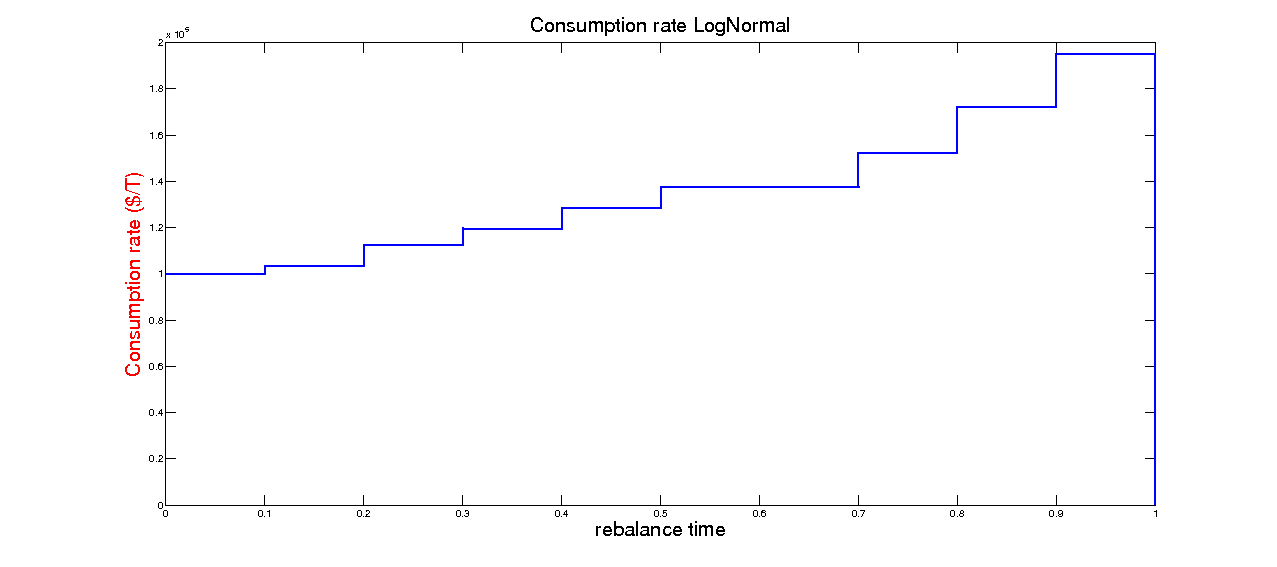 Consumption rate LogNormal
x 10^5
2
1.8
1.6
1.4
1.2
1
0.8
0.6
0.4
0.2
0
Consumption rate ($/T)
0 0.1 0.2 0.3 0.4 0.5 0.6 0.7 0.8 0.9 1
rebalance time